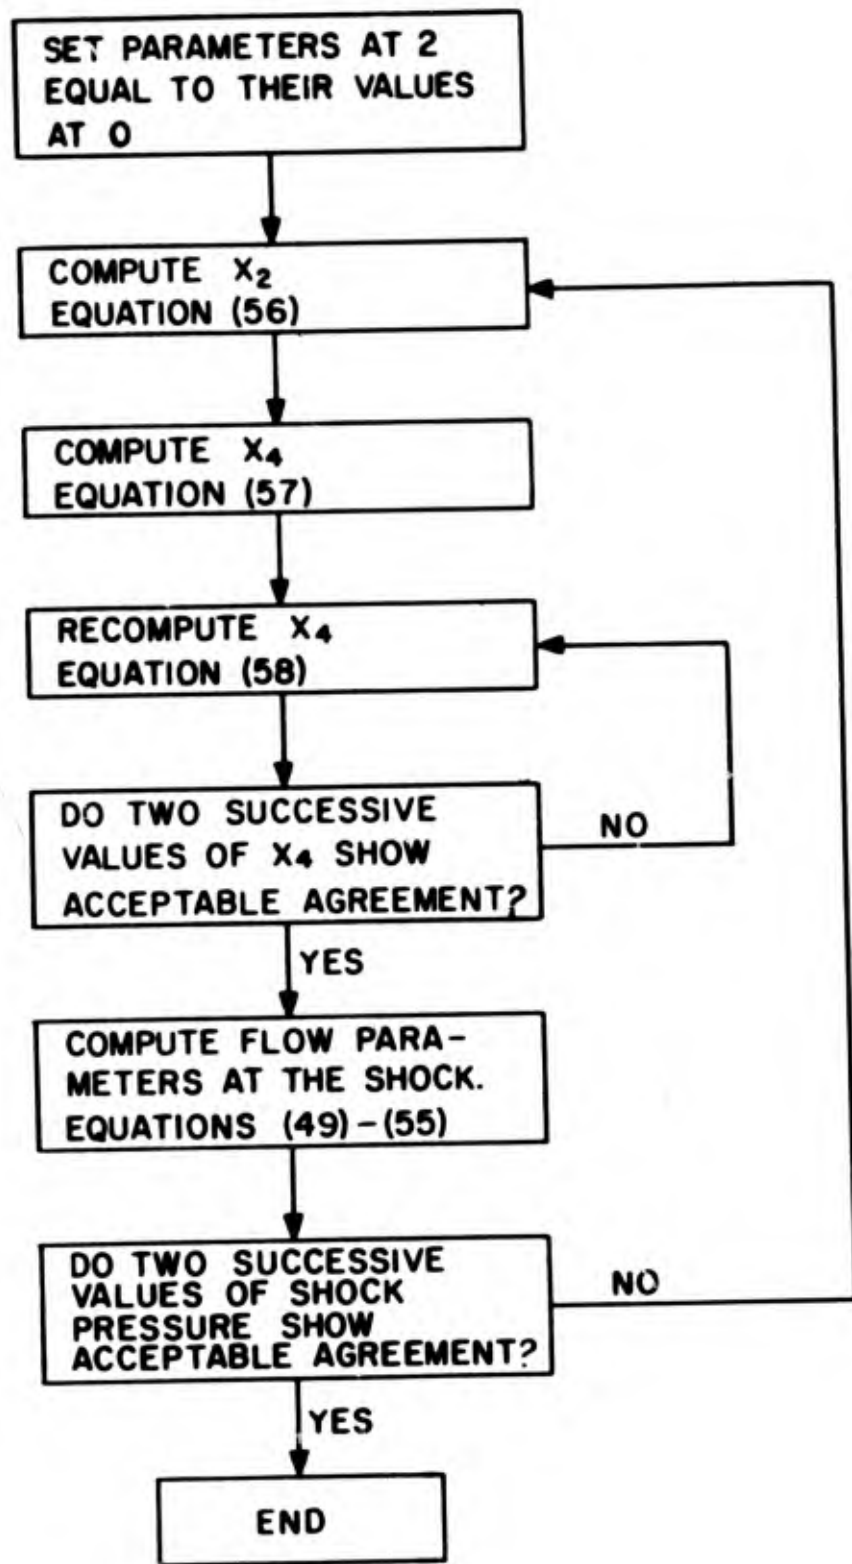 SET PARAMETERS AT 2
EQUAL TO THEIR VALUES
AT 0
COMPUTE X₂
EQUATION (56)
COMPUTE X₄
EQUATION (57)
RECOMPUTE X₄
EQUATION (58)
DO TWO SUCCESSIVE
VALUES OF X₄ SHOW
ACCEPTABLE AGREEMENT?
NO
YES
COMPUTE FLOW PARA-
METERS AT THE SHOCK.
EQUATIONS (49)-(55)
DO TWO SUCCESSIVE
VALUES OF SHOCK
PRESSURE SHOW
ACCEPTABLE AGREEMENT?
NO
YES
END